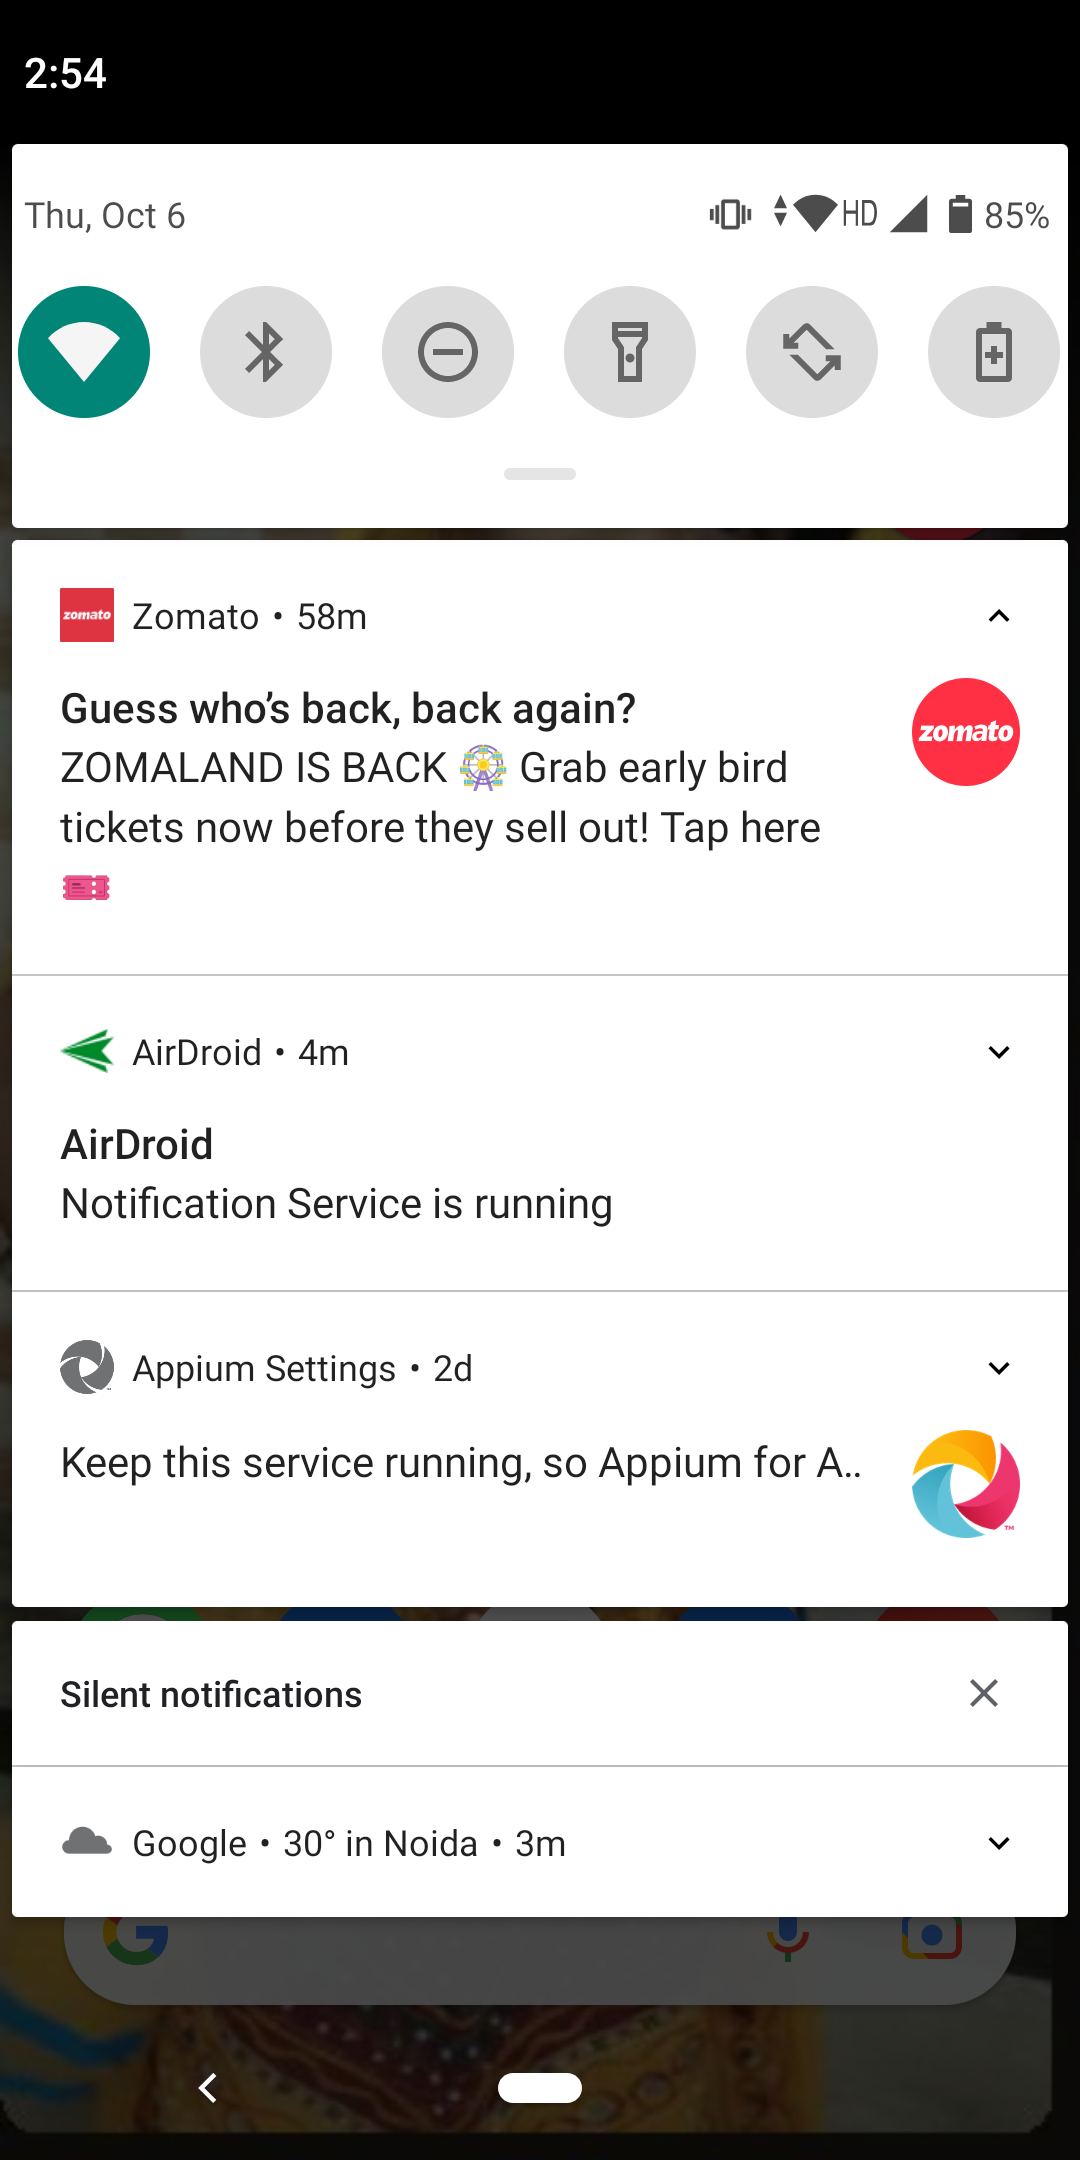 2:54
Thu, Oct 6
HD
85%
zomato
Zomato • 58m
Guess who’s back, back again?
zomato
ZOMALAND IS BACK 🎡 Grab early bird
tickets now before they sell out! Tap here
🎟️
AirDroid • 4m
AirDroid
Notification Service is running
Appium Settings • 2d
Keep this service running, so Appium for A..
TM
Silent notifications
Google • 30° in Noida • 3m